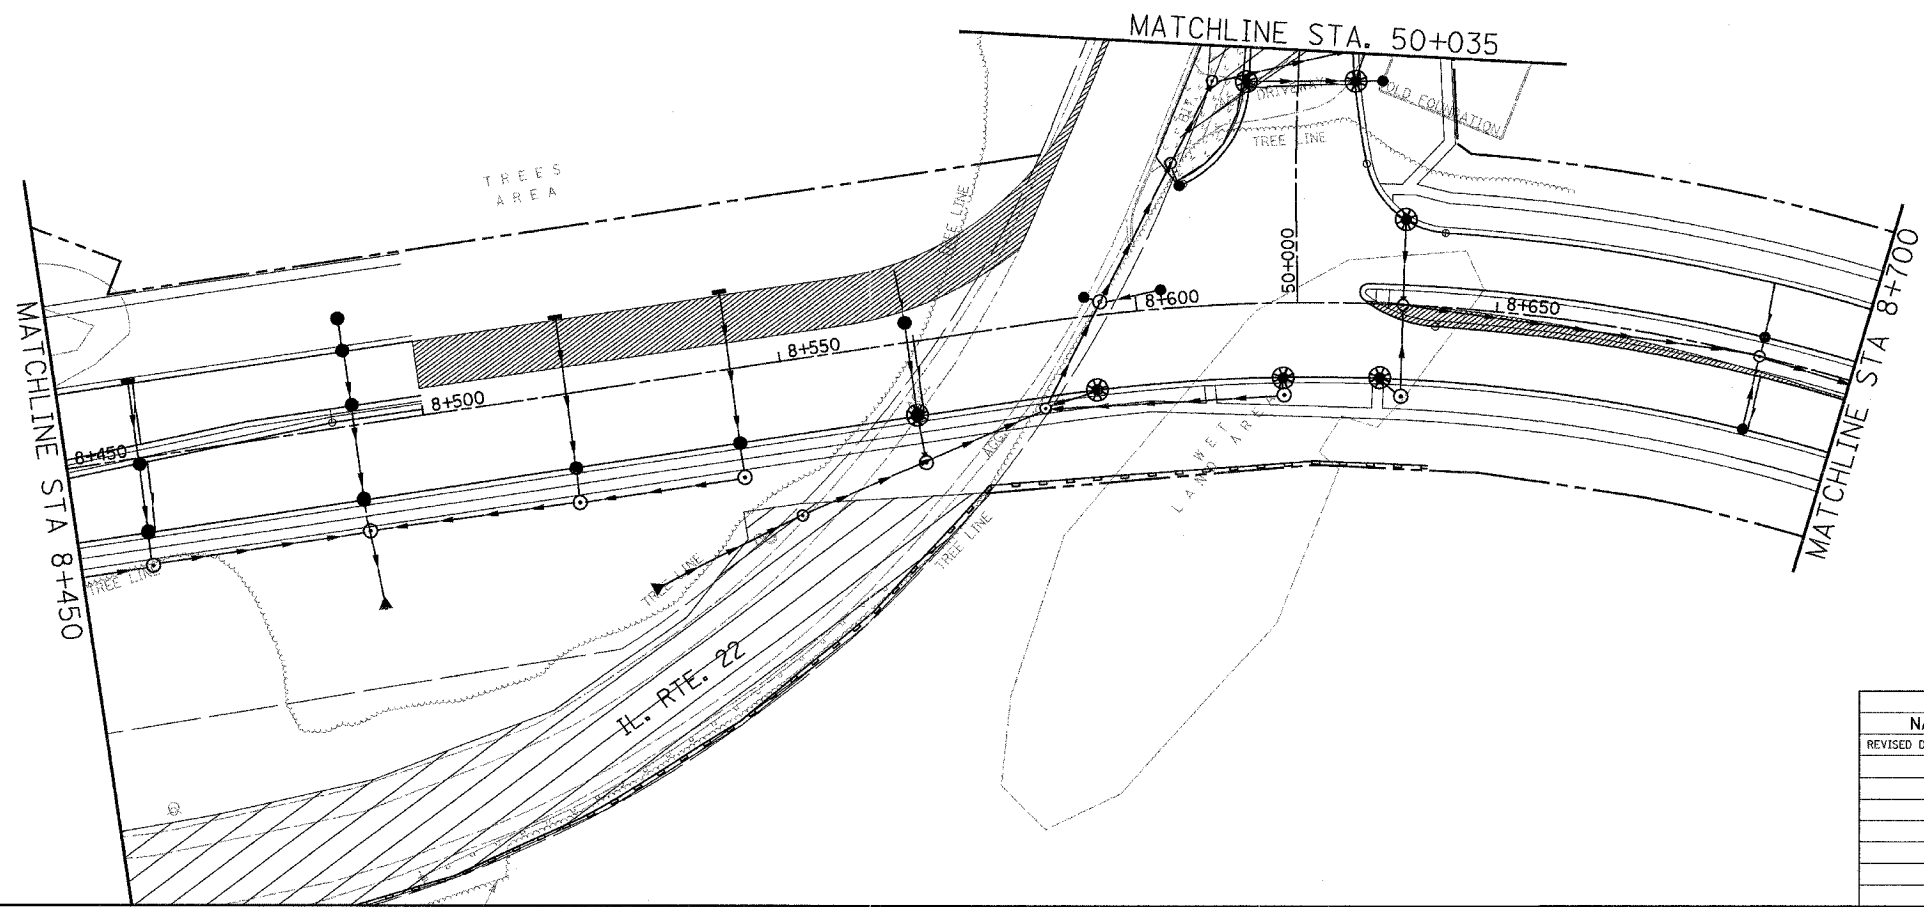 MATCHLINE STA. 50+035
OLD FOUNDATION
TREE LINE
TREES
AREA
TREE LINE
50+000
MATCHLINE STA 8+700
8+600
8+650
8+550
8+500
8+450
MATCHLINE STA 8+450
WET
LAND AREA
TREE LINE
TREE LINE
TREE LINE
IL. RTE. 22
REVISED